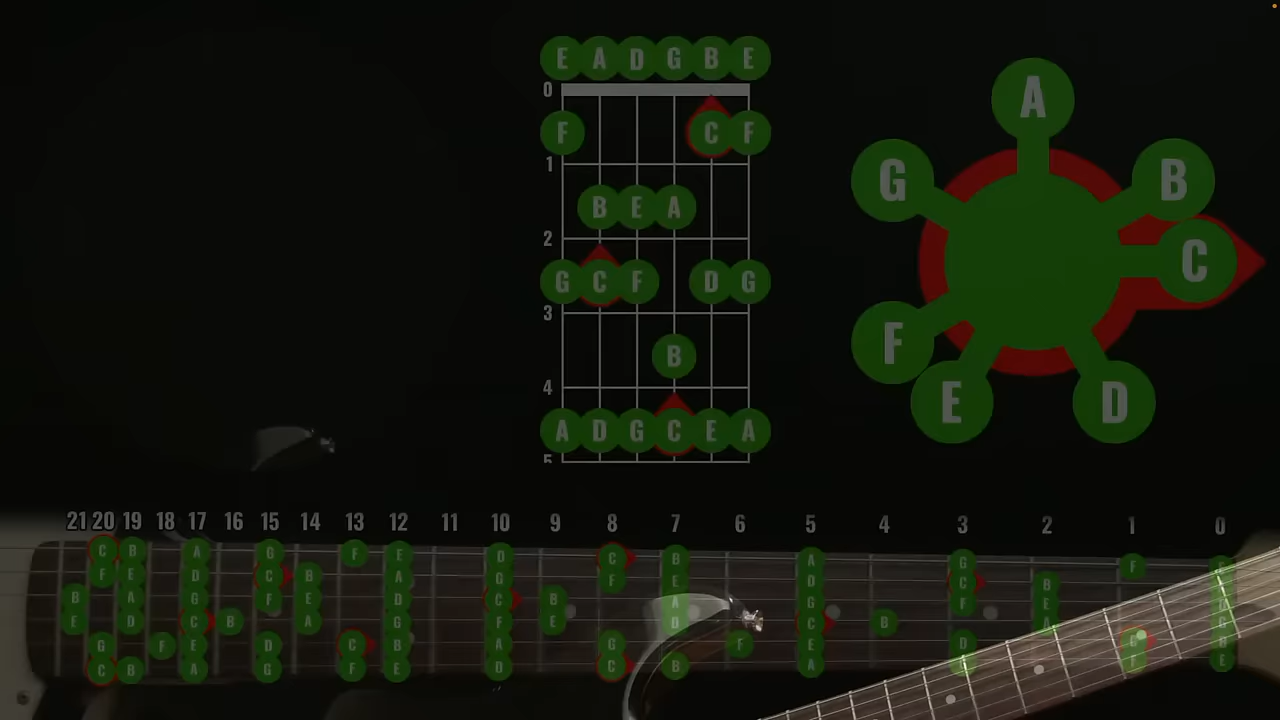 E A D G B E
0
F C F
1
B E A
2
G C F D G
3
B
4
A D G C E A
5
A
G B
C
F
E D
21 20 19 18 17 16 15 14 13 12 11 10 9 8 7 6 5 4 3 2 1 0
C B A G F E D C B A G F
F E D C B A G F E D C B
B A G F E D C B A G F E
E D C B A G F E D C B A G
G F E D C B A G F E D C B
C B A G F E D C B A G F E